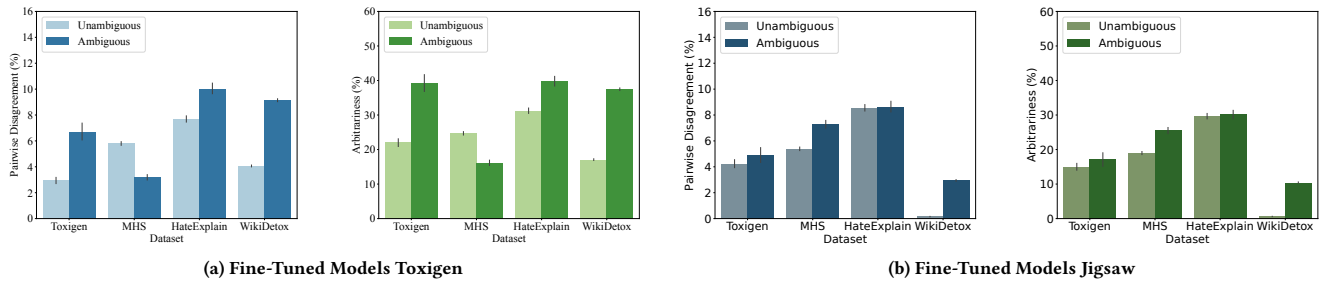 Pairwise Disagreement (%)
16
14
12
10
8
6
4
2
0
Unambiguous
Ambiguous
Toxigen MHS HateExplain WikiDetox
Dataset
Arbitrariness (%)
60
50
40
30
20
10
0
Unambiguous
Ambiguous
Toxigen MHS HateExplain WikiDetox
Dataset
(a) Fine-Tuned Models Toxigen
Pairwise Disagreement (%)
16
14
12
10
8
6
4
2
0
Unambiguous
Ambiguous
Toxigen MHS HateExplain WikiDetox
Dataset
Arbitrariness (%)
60
50
40
30
20
10
0
Unambiguous
Ambiguous
Toxigen MHS HateExplain WikiDetox
Dataset
(b) Fine-Tuned Models Jigsaw